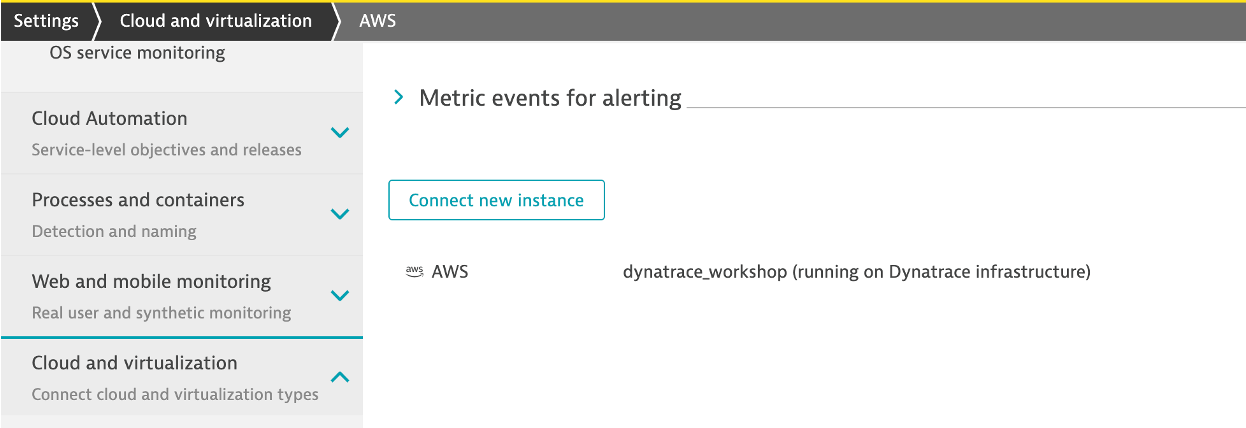 Settings
Cloud and virtualization
AWS
OS service monitoring
Cloud Automation
Service-level objectives and releases
Processes and containers
Detection and naming
Web and mobile monitoring
Real user and synthetic monitoring
Cloud and virtualization
Connect cloud and virtualization types
Metric events for alerting
Connect new instance
aws AWS
dynatrace_workshop (running on Dynatrace infrastructure)